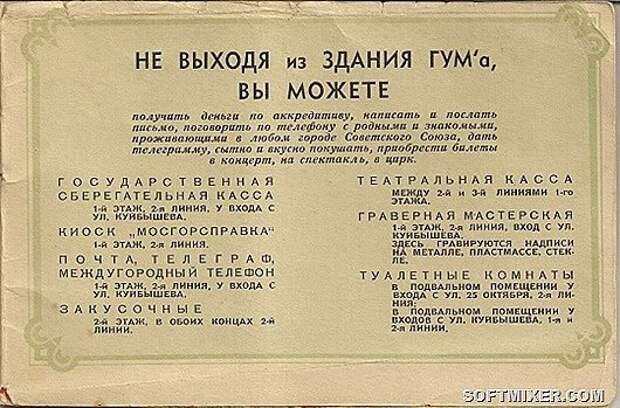 НЕ ВЫХОДЯ из ЗДАНИЯ ГУМ'а,
ВЫ МОЖЕТЕ
получить деньги по аккредитиву, написать и послать
письмо, поговорить по телефону с родными и знакомыми,
проживающими в любом городе Советского Союза, дать
телеграмму, сытно и вкусно покушать, приобрести билеты
в концерт, на спектакль, в цирк.
ГОСУДАРСТВЕННАЯ
СБЕРЕГАТЕЛЬНАЯ КАССА
1-й ЭТАЖ, 2-я ЛИНИЯ, У ВХОДА С
УЛ. КУЙБЫШЕВА.
КИОСК „МОСГОРСПРАВКА"
1-й ЭТАЖ, 2-я ЛИНИЯ.
ПОЧТА, ТЕЛЕГРАФ,
МЕЖДУГОРОДНЫЙ ТЕЛЕФОН
1-й ЭТАЖ, 2-я ЛИНИЯ, У ВХОДА С
УЛ. КУЙБЫШЕВА.
ЗАКУСОЧНЫЕ
2-й ЭТАЖ, В ОБОИХ КОНЦАХ 2-й
ЛИНИИ.
ТЕАТРАЛЬНАЯ КАССА
МЕЖДУ 2-й и 3-й ЛИНИЯМИ 1-го
ЭТАЖА.
ГРАВЕРНАЯ МАСТЕРСКАЯ
1-й ЭТАЖ, 2-я ЛИНИЯ, ВХОД С УЛ.
КУЙБЫШЕВА.
ЗДЕСЬ ГРАВИРУЮТСЯ НАДПИСИ
НА МЕТАЛЛЕ, ПЛАСТМАССЕ, СТЕК-
ЛЕ.
ТУАЛЕТНЫЕ КОМНАТЫ
В ПОДВАЛЬНОМ ПОМЕЩЕНИИ У
ВХОДА С УЛ. 25 ОКТЯБРЯ, 2-я ЛИ-
НИЯ;
В ПОДВАЛЬНОМ ПОМЕЩЕНИИ У
ВХОДОВ С УЛ. КУЙБЫШЕВА, 1-я и
2-я ЛИНИИ.
SOFTMIXER.COM